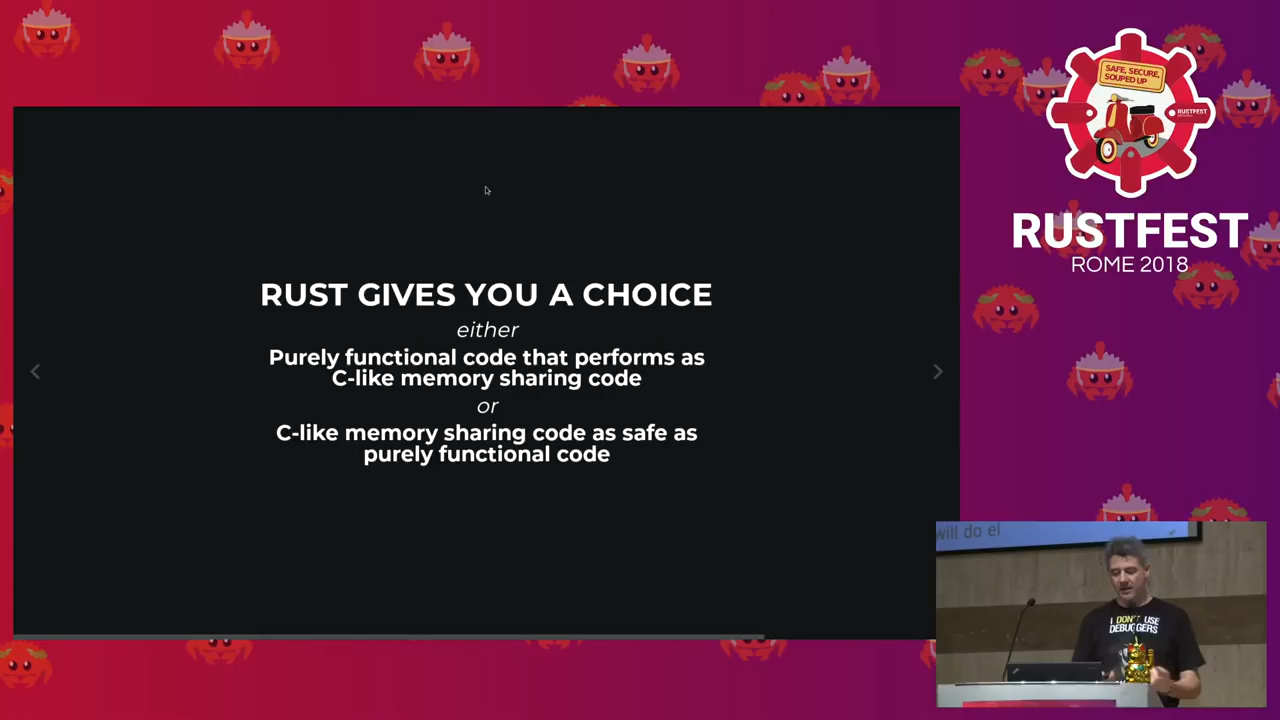 RUST GIVES YOU A CHOICE
either
Purely functional code that performs as
C-like memory sharing code
or
C-like memory sharing code as safe as
purely functional code
SAFE, SECURE,
SOUPED UP
RUSTFEST
RUSTFEST
ROME 2018
will do el
I DON'T USE
DEBUGGERS